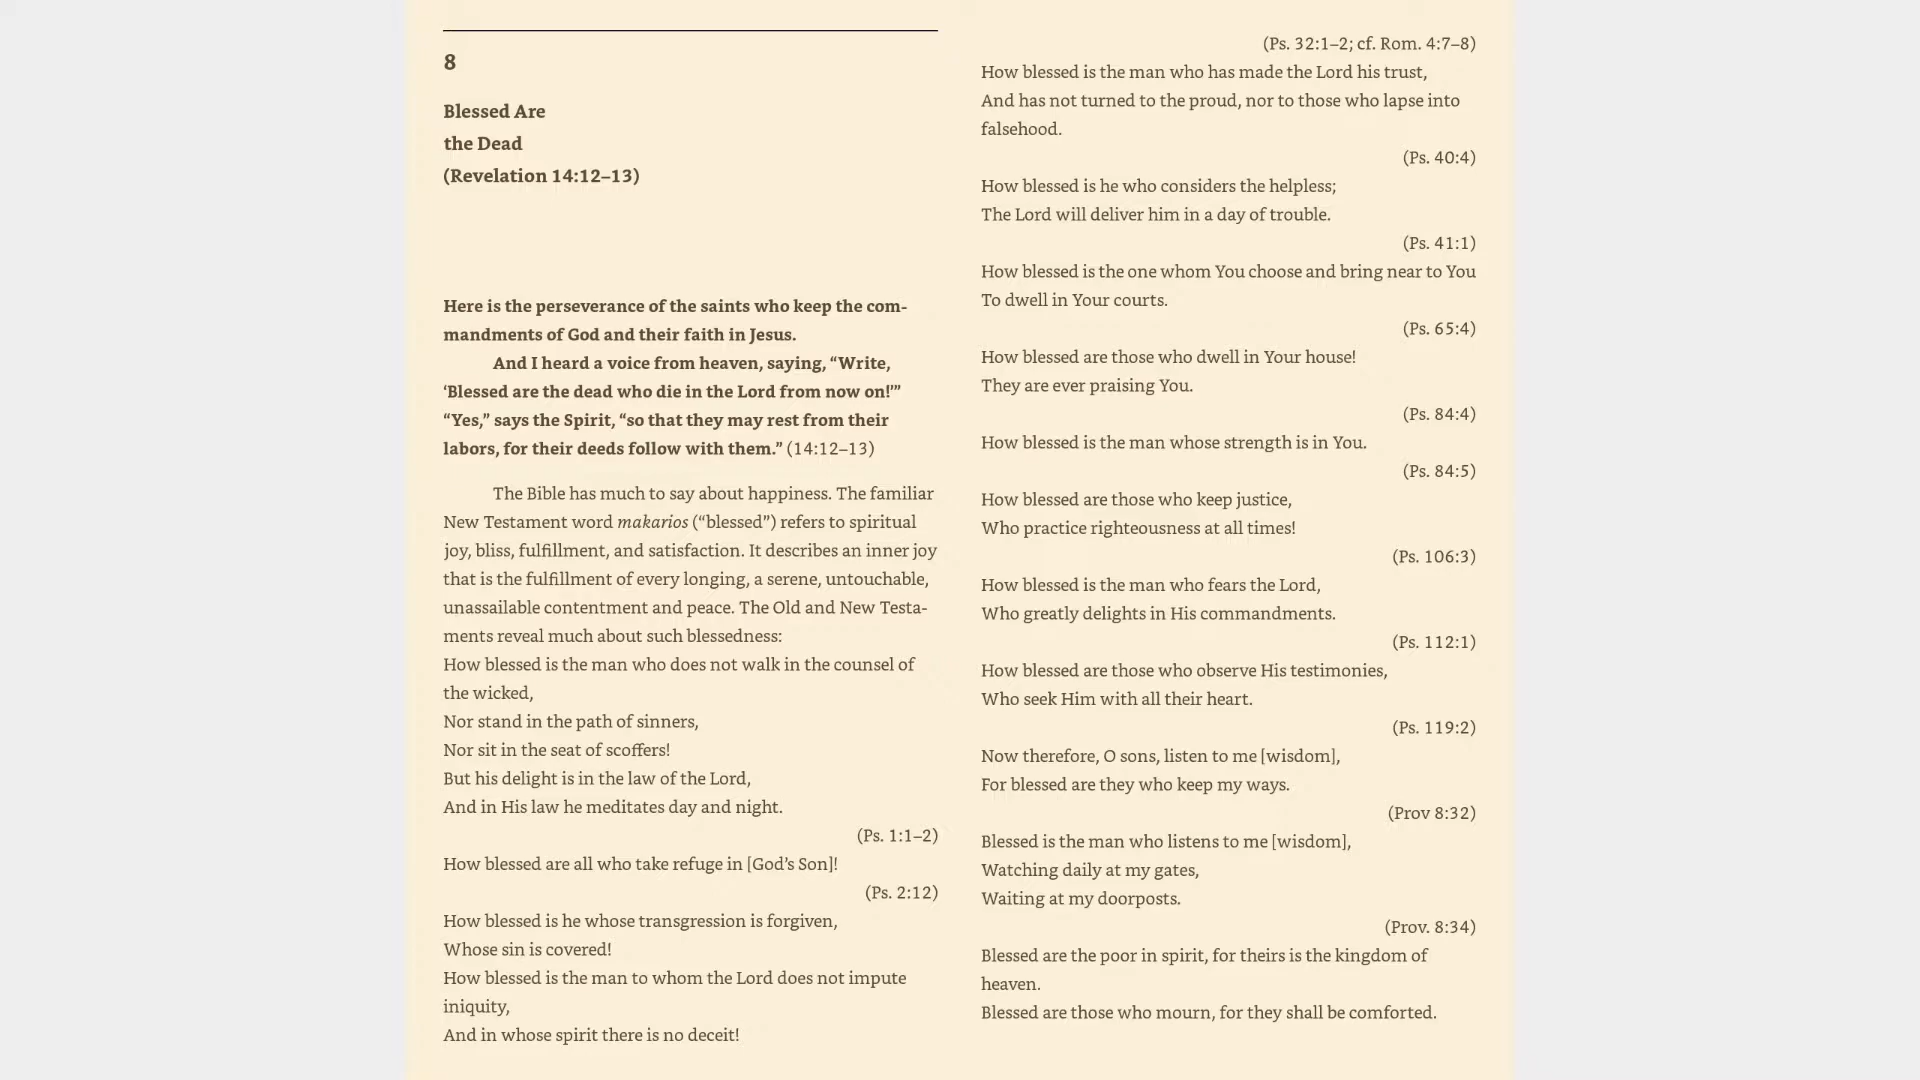 8
Blessed Are
the Dead
(Revelation 14:12–13)
Here is the perseverance of the saints who keep the com-
mandments of God and their faith in Jesus.
And I heard a voice from heaven, saying, “Write,
‘Blessed are the dead who die in the Lord from now on!’”
“Yes,” says the Spirit, “so that they may rest from their
labors, for their deeds follow with them.” (14:12–13)
The Bible has much to say about happiness. The familiar
New Testament word makarios (“blessed”) refers to spiritual
joy, bliss, fulfillment, and satisfaction. It describes an inner joy
that is the fulfillment of every longing, a serene, untouchable,
unassailable contentment and peace. The Old and New Testa-
ments reveal much about such blessedness:
How blessed is the man who does not walk in the counsel of
the wicked,
Nor stand in the path of sinners,
Nor sit in the seat of scoffers!
But his delight is in the law of the Lord,
And in His law he meditates day and night.
(Ps. 1:1–2)
How blessed are all who take refuge in [God’s Son]!
(Ps. 2:12)
How blessed is he whose transgression is forgiven,
Whose sin is covered!
How blessed is the man to whom the Lord does not impute
iniquity,
And in whose spirit there is no deceit!
(Ps. 32:1–2; cf. Rom. 4:7–8)
How blessed is the man who has made the Lord his trust,
And has not turned to the proud, nor to those who lapse into
falsehood.
(Ps. 40:4)
How blessed is he who considers the helpless;
The Lord will deliver him in a day of trouble.
(Ps. 41:1)
How blessed is the one whom You choose and bring near to You
To dwell in Your courts.
(Ps. 65:4)
How blessed are those who dwell in Your house!
They are ever praising You.
(Ps. 84:4)
How blessed is the man whose strength is in You.
(Ps. 84:5)
How blessed are those who keep justice,
Who practice righteousness at all times!
(Ps. 106:3)
How blessed is the man who fears the Lord,
Who greatly delights in His commandments.
(Ps. 112:1)
How blessed are those who observe His testimonies,
Who seek Him with all their heart.
(Ps. 119:2)
Now therefore, O sons, listen to me [wisdom],
For blessed are they who keep my ways.
(Prov 8:32)
Blessed is the man who listens to me [wisdom],
Watching daily at my gates,
Waiting at my doorposts.
(Prov. 8:34)
Blessed are the poor in spirit, for theirs is the kingdom of
heaven.
Blessed are those who mourn, for they shall be comforted.